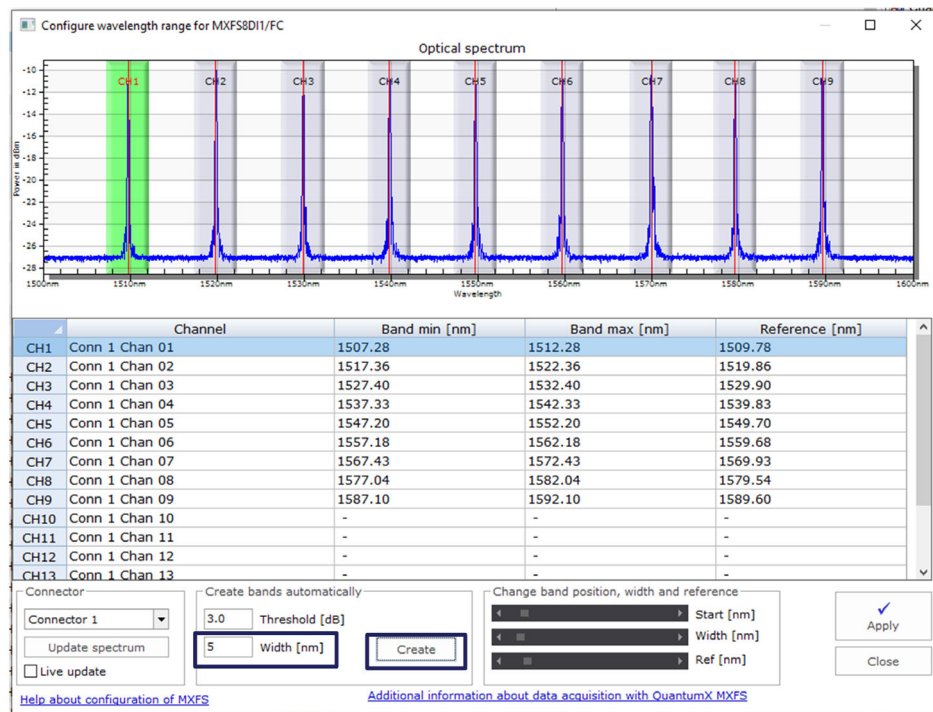 Configure wavelength range for MXFS8DI1/FC
Optical spectrum
CH1 CH2 CH3 CH4 CH5 CH6 CH7 CH8 CH9
-10
-12
-14
-16
-18
-20
-22
-24
-26
-28
Power in dBm
1500nm 1510nm 1520nm 1530nm 1540nm 1550nm 1560nm 1570nm 1580nm 1590nm 1600nm
Wavelength
Channel Band min [nm] Band max [nm] Reference [nm]
CH1 Conn 1 Chan 01 1507.28 1512.28 1509.78
CH2 Conn 1 Chan 02 1517.36 1522.36 1519.86
CH3 Conn 1 Chan 03 1527.40 1532.40 1529.90
CH4 Conn 1 Chan 04 1537.33 1542.33 1539.83
CH5 Conn 1 Chan 05 1547.20 1552.20 1549.70
CH6 Conn 1 Chan 06 1557.18 1562.18 1559.68
CH7 Conn 1 Chan 07 1567.43 1572.43 1569.93
CH8 Conn 1 Chan 08 1577.04 1582.04 1579.54
CH9 Conn 1 Chan 09 1587.10 1592.10 1589.60
CH10 Conn 1 Chan 10 - - -
CH11 Conn 1 Chan 11 - - -
CH12 Conn 1 Chan 12 - - -
CH13 Conn 1 Chan 13 - - -
Connector Create bands automatically Change band position, width and reference
Connector 1 3.0 Threshold [dB] Start [nm] Apply
Update spectrum 5 Width [nm] Create Width [nm]
Live update Ref [nm] Close
Help about configuration of MXFS Additional information about data acquisition with QuantumX MXFS